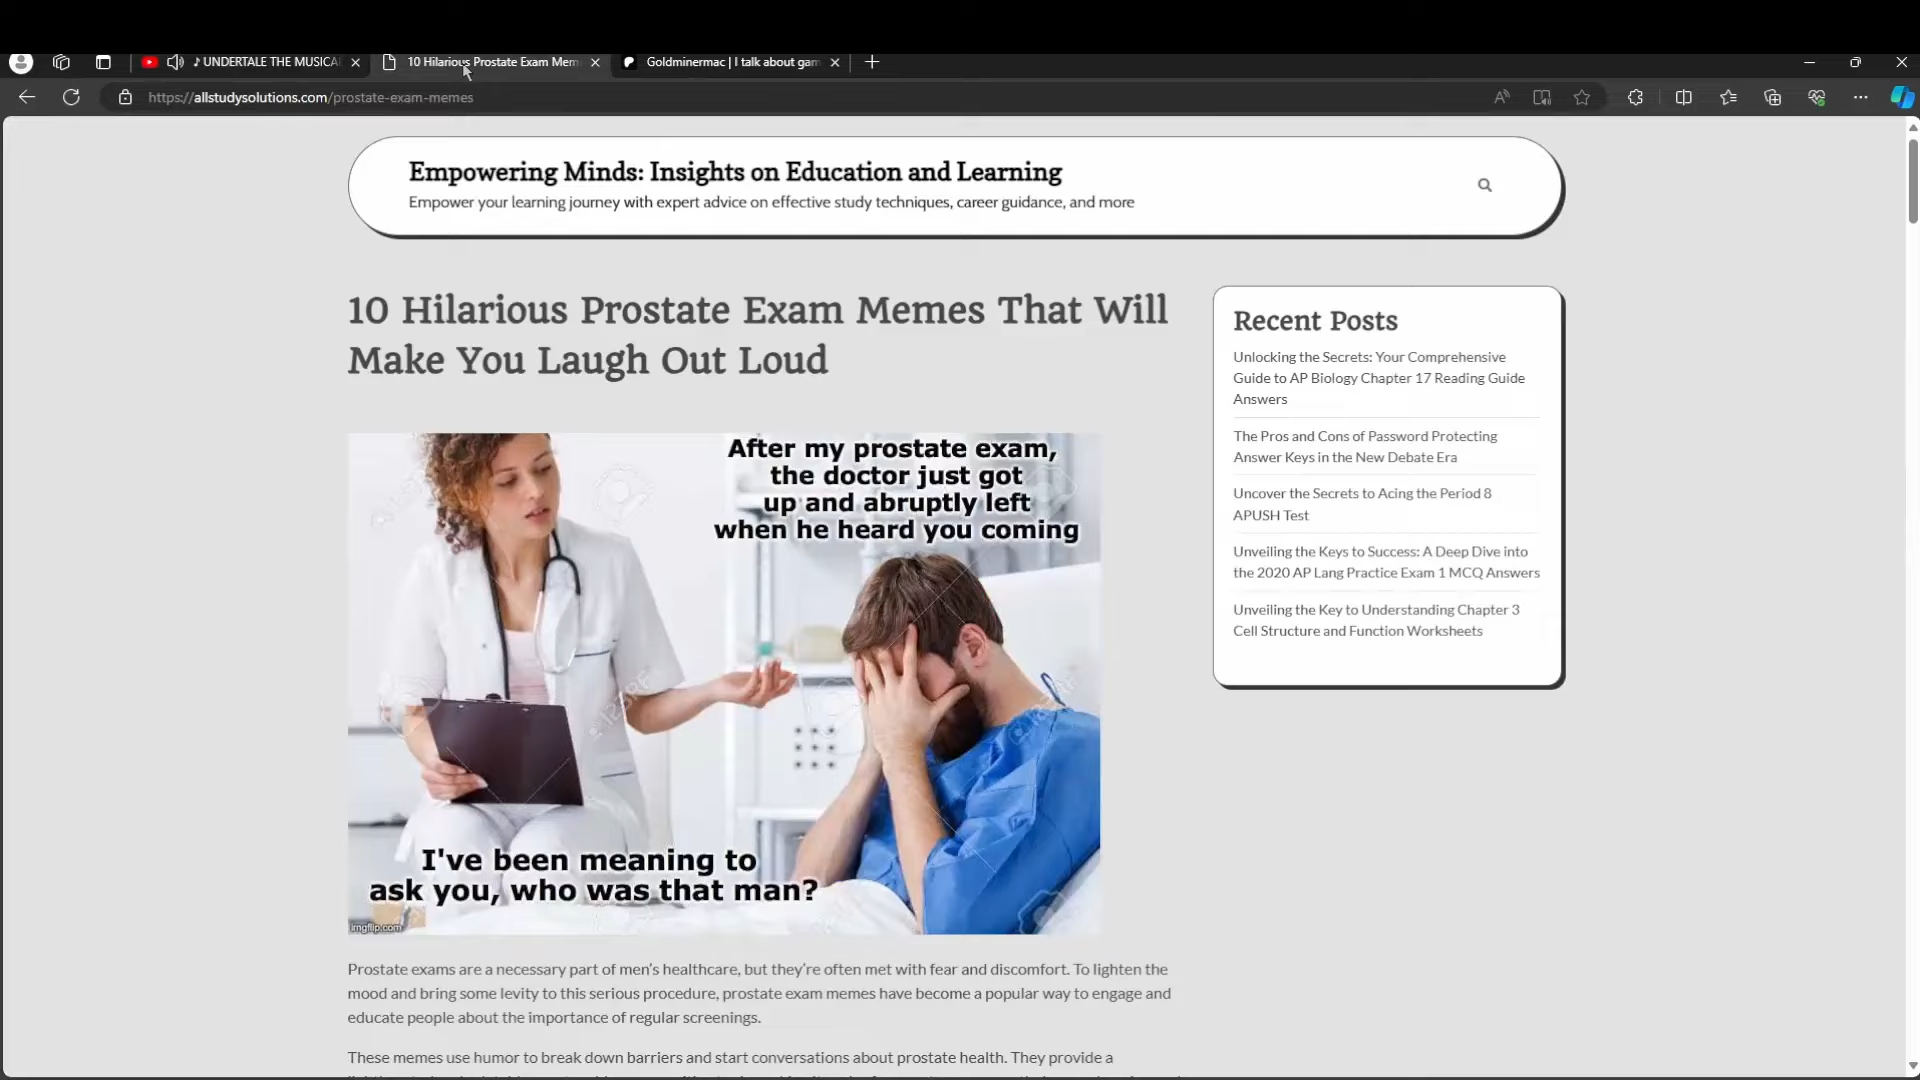 ♪ UNDERTALE THE MUSICA
10 Hilarious Prostate Exam Mem
Goldminermac | I talk about gam
https://allstudysolutions.com/prostate-exam-memes
Empowering Minds: Insights on Education and Learning
Empower your learning journey with expert advice on effective study techniques, career guidance, and more
10 Hilarious Prostate Exam Memes That Will
Make You Laugh Out Loud
After my prostate exam,
the doctor just got
up and abruptly left
when he heard you coming
I've been meaning to
ask you, who was that man?
imgflip.com
Prostate exams are a necessary part of men's healthcare, but they're often met with fear and discomfort. To lighten the
mood and bring some levity to this serious procedure, prostate exam memes have become a popular way to engage and
educate people about the importance of regular screenings.
These memes use humor to break down barriers and start conversations about prostate health. They provide a
Recent Posts
Unlocking the Secrets: Your Comprehensive
Guide to AP Biology Chapter 17 Reading Guide
Answers
The Pros and Cons of Password Protecting
Answer Keys in the New Debate Era
Uncover the Secrets to Acing the Period 8
APUSH Test
Unveiling the Keys to Success: A Deep Dive into
the 2020 AP Lang Practice Exam 1 MCQ Answers
Unveiling the Key to Understanding Chapter 3
Cell Structure and Function Worksheets